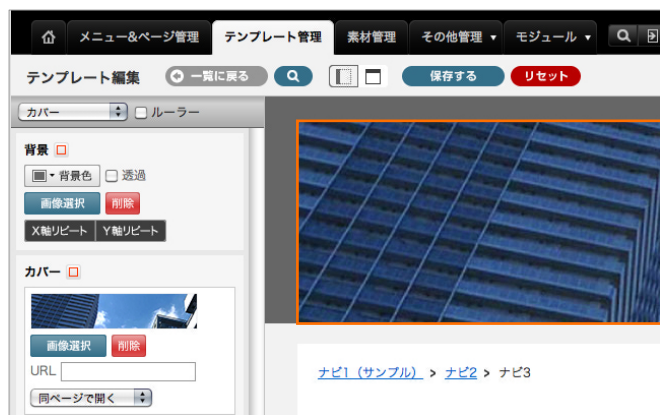 メニュー&ページ管理 テンプレート管理 素材管理 その他管理 ▼ モジュール ▼
テンプレート編集 一覧に戻る 保存する リセット
カバー ルーラー
背景
背景色 透過
画像選択 削除
X軸リピート Y軸リピート
カバー
画像選択 削除
URL
同ページで開く
ナビ1（サンプル） > ナビ2 > ナビ3